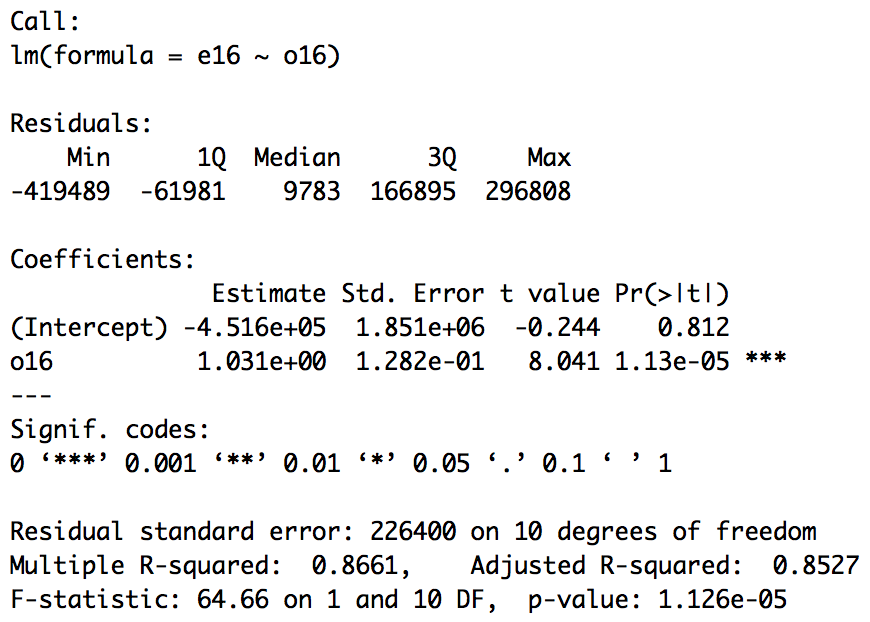 Call:
lm(formula = e16 ~ o16)
Residuals:
Min 1Q Median 3Q Max
-419489 -61981 9783 166895 296808
Coefficients:
Estimate Std. Error t value Pr(>|t|)
(Intercept) -4.516e+05 1.851e+06 -0.244 0.812
o16 1.031e+00 1.282e-01 8.041 1.13e-05 ***
---
Signif. codes:
0 ‘***’ 0.001 ‘**’ 0.01 ‘*’ 0.05 ‘.’ 0.1 ‘ ’ 1
Residual standard error: 226400 on 10 degrees of freedom
Multiple R-squared: 0.8661, Adjusted R-squared: 0.8527
F-statistic: 64.66 on 1 and 10 DF, p-value: 1.126e-05